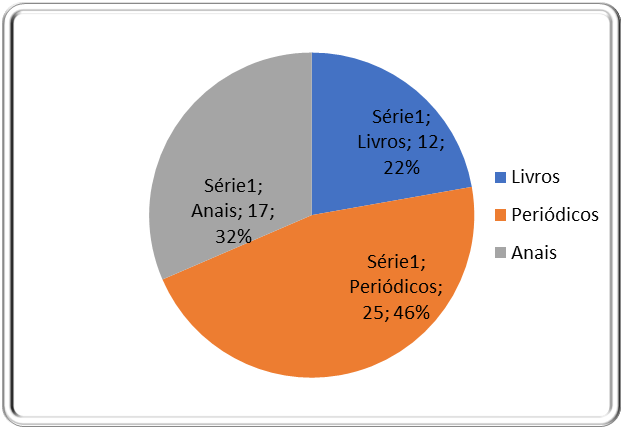 Série1;
Livros; 12;
22%
Série1;
Anais; 17;
32%
Série1;
Periódicos;
25; 46%
Livros
Periódicos
Anais